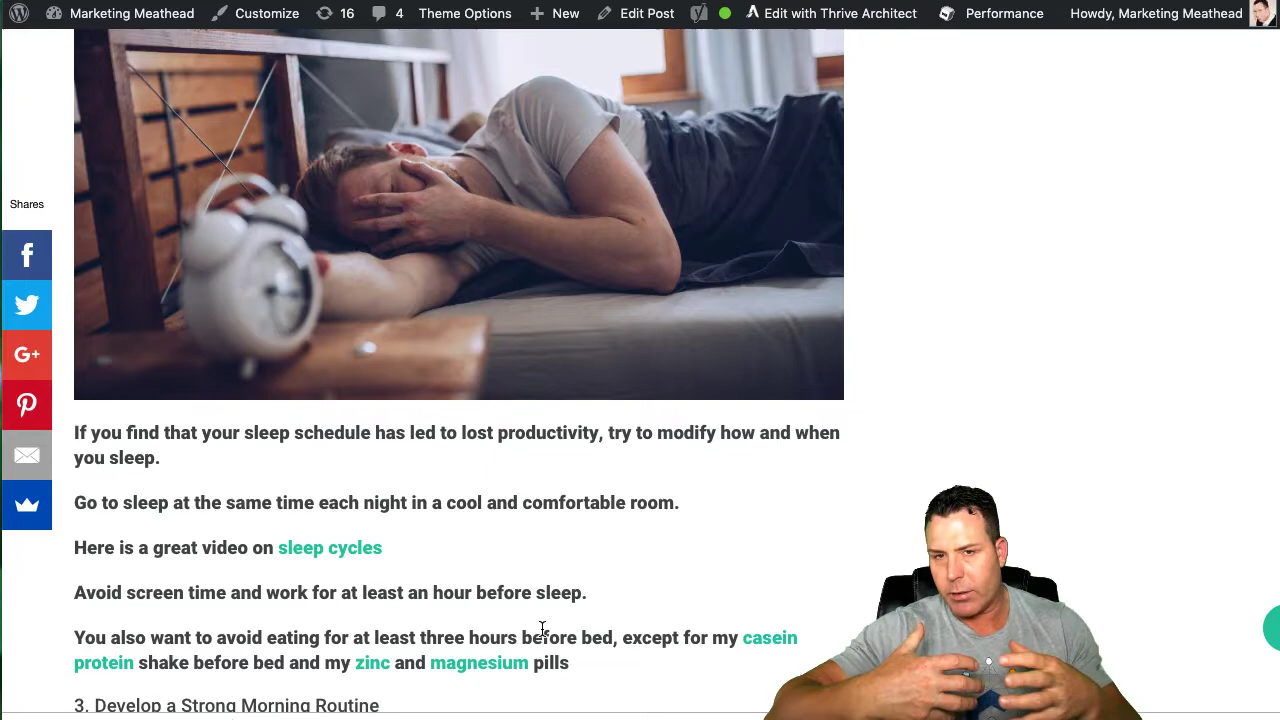 Marketing Meathead Customize 16 4 Theme Options New Edit Post Edit with Thrive Architect Performance Howdy, Marketing Meathead
Shares
f
G+
If you find that your sleep schedule has led to lost productivity, try to modify how and when
you sleep.
Go to sleep at the same time each night in a cool and comfortable room.
Here is a great video on sleep cycles
Avoid screen time and work for at least an hour before sleep.
You also want to avoid eating for at least three hours before bed, except for my casein
protein shake before bed and my zinc and magnesium pills
3. Develop a Strong Morning Routine